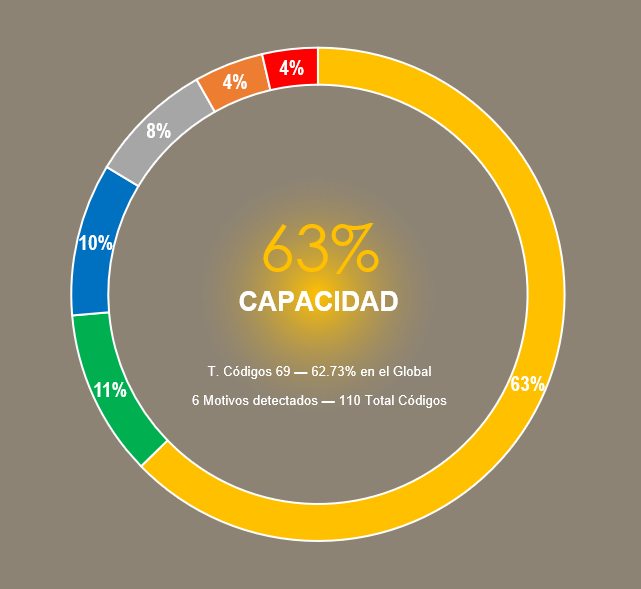 4%
4%
8%
10%
63%
CAPACIDAD
T. Códigos 69 — 62.73% en el Global
63%
11%
6 Motivos detectados — 110 Total Códigos